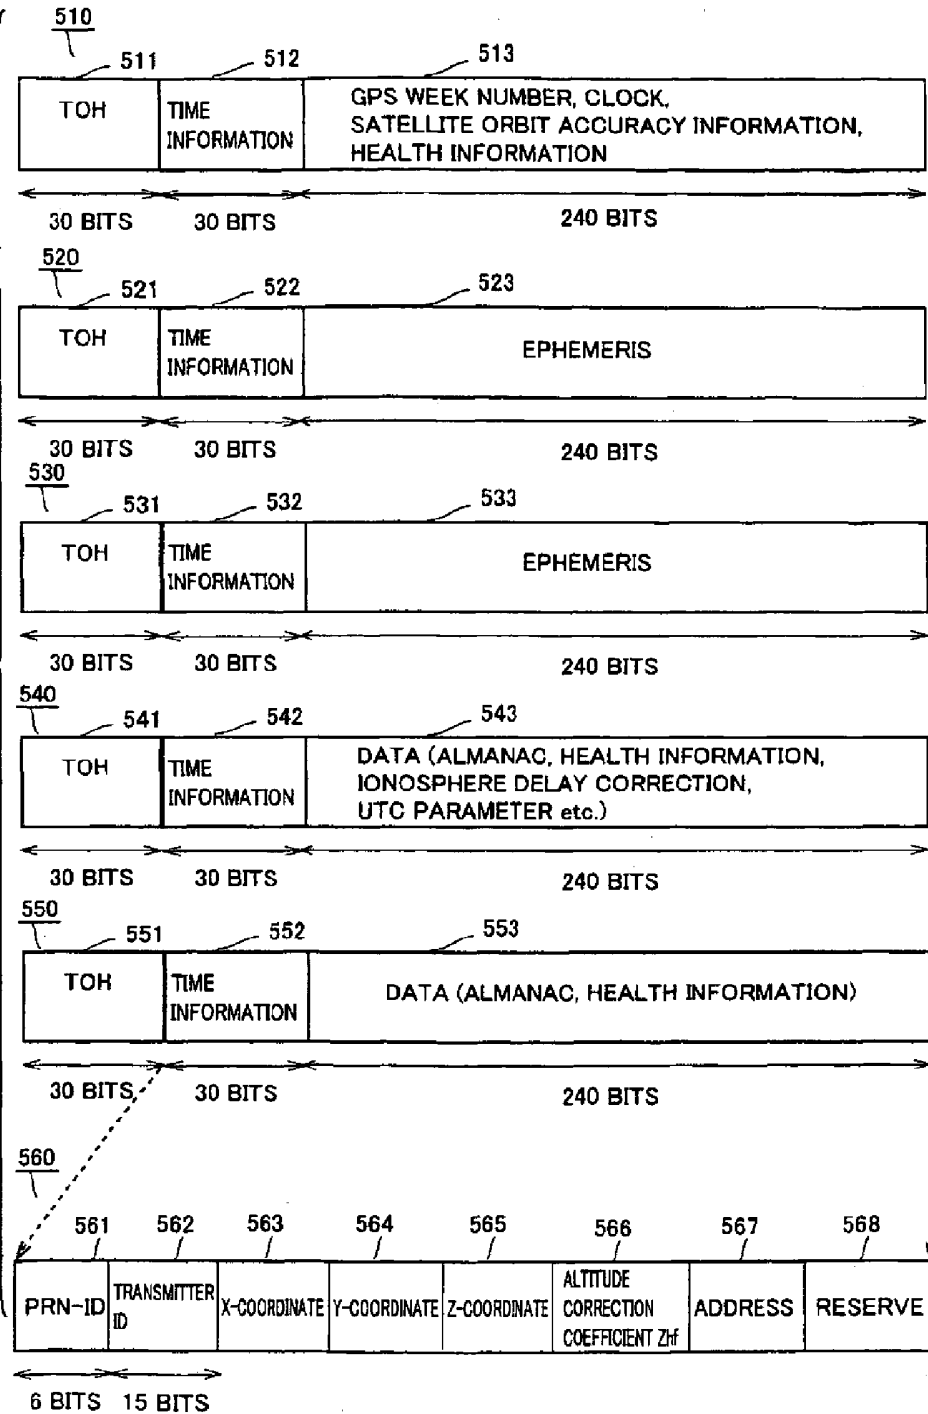 510
511
512
513
TOH
TIME
INFORMATION
GPS WEEK NUMBER, CLOCK,
SATELLITE ORBIT ACCURACY INFORMATION,
HEALTH INFORMATION
30 BITS
30 BITS
240 BITS
520
521
522
523
TOH
TIME
INFORMATION
EPHEMERIS
30 BITS
30 BITS
240 BITS
530
531
532
533
TOH
TIME
INFORMATION
EPHEMERIS
30 BITS
30 BITS
240 BITS
540
541
542
543
TOH
TIME
INFORMATION
DATA (ALMANAC, HEALTH INFORMATION,
IONOSPHERE DELAY CORRECTION,
UTC PARAMETER etc.)
30 BITS
30 BITS
240 BITS
550
551
552
553
TOH
TIME
INFORMATION
DATA (ALMANAC, HEALTH INFORMATION)
30 BITS
30 BITS
240 BITS
560
561
562
563
564
565
566
567
568
PRN-ID
TRANSMITTER
ID
X-COORDINATE
Y-COORDINATE
Z-COORDINATE
ALTITUDE
CORRECTION
COEFFICIENT Zhf
ADDRESS
RESERVE
6 BITS
15 BITS